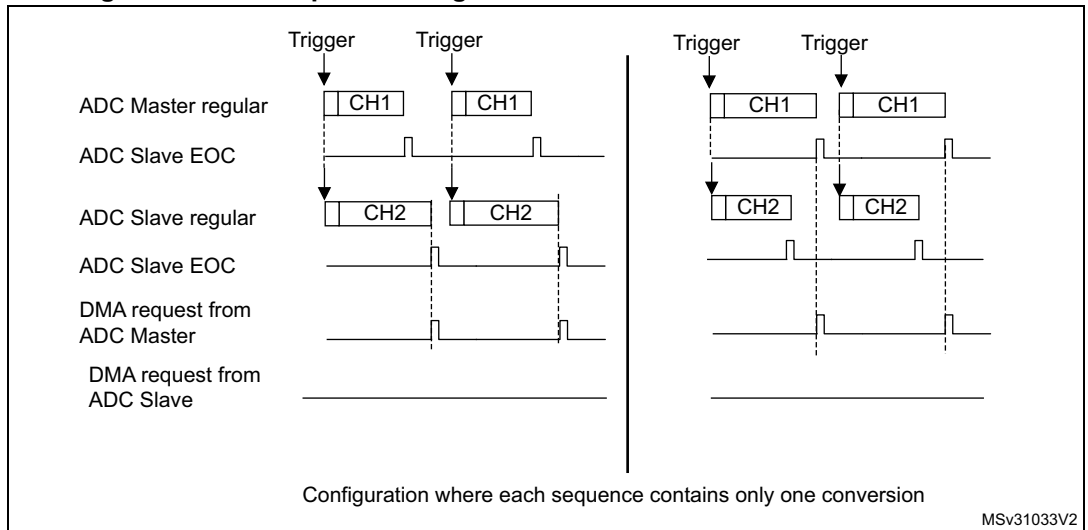 Trigger Trigger Trigger Trigger
ADC Master regular CH1 CH1 CH1 CH1
ADC Slave EOC
ADC Slave regular CH2 CH2 CH2 CH2
ADC Slave EOC
DMA request from
ADC Master
DMA request from
ADC Slave
Configuration where each sequence contains only one conversion
MSv31033V2